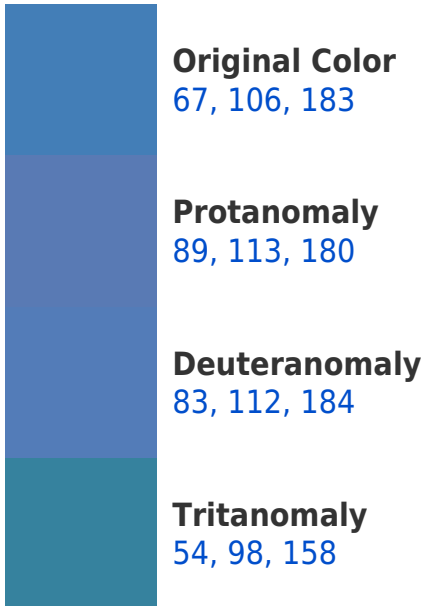 Original Color
67, 106, 183
Protanomaly
89, 113, 180
Deuteranomaly
83, 112, 184
Tritanomaly
54, 98, 158